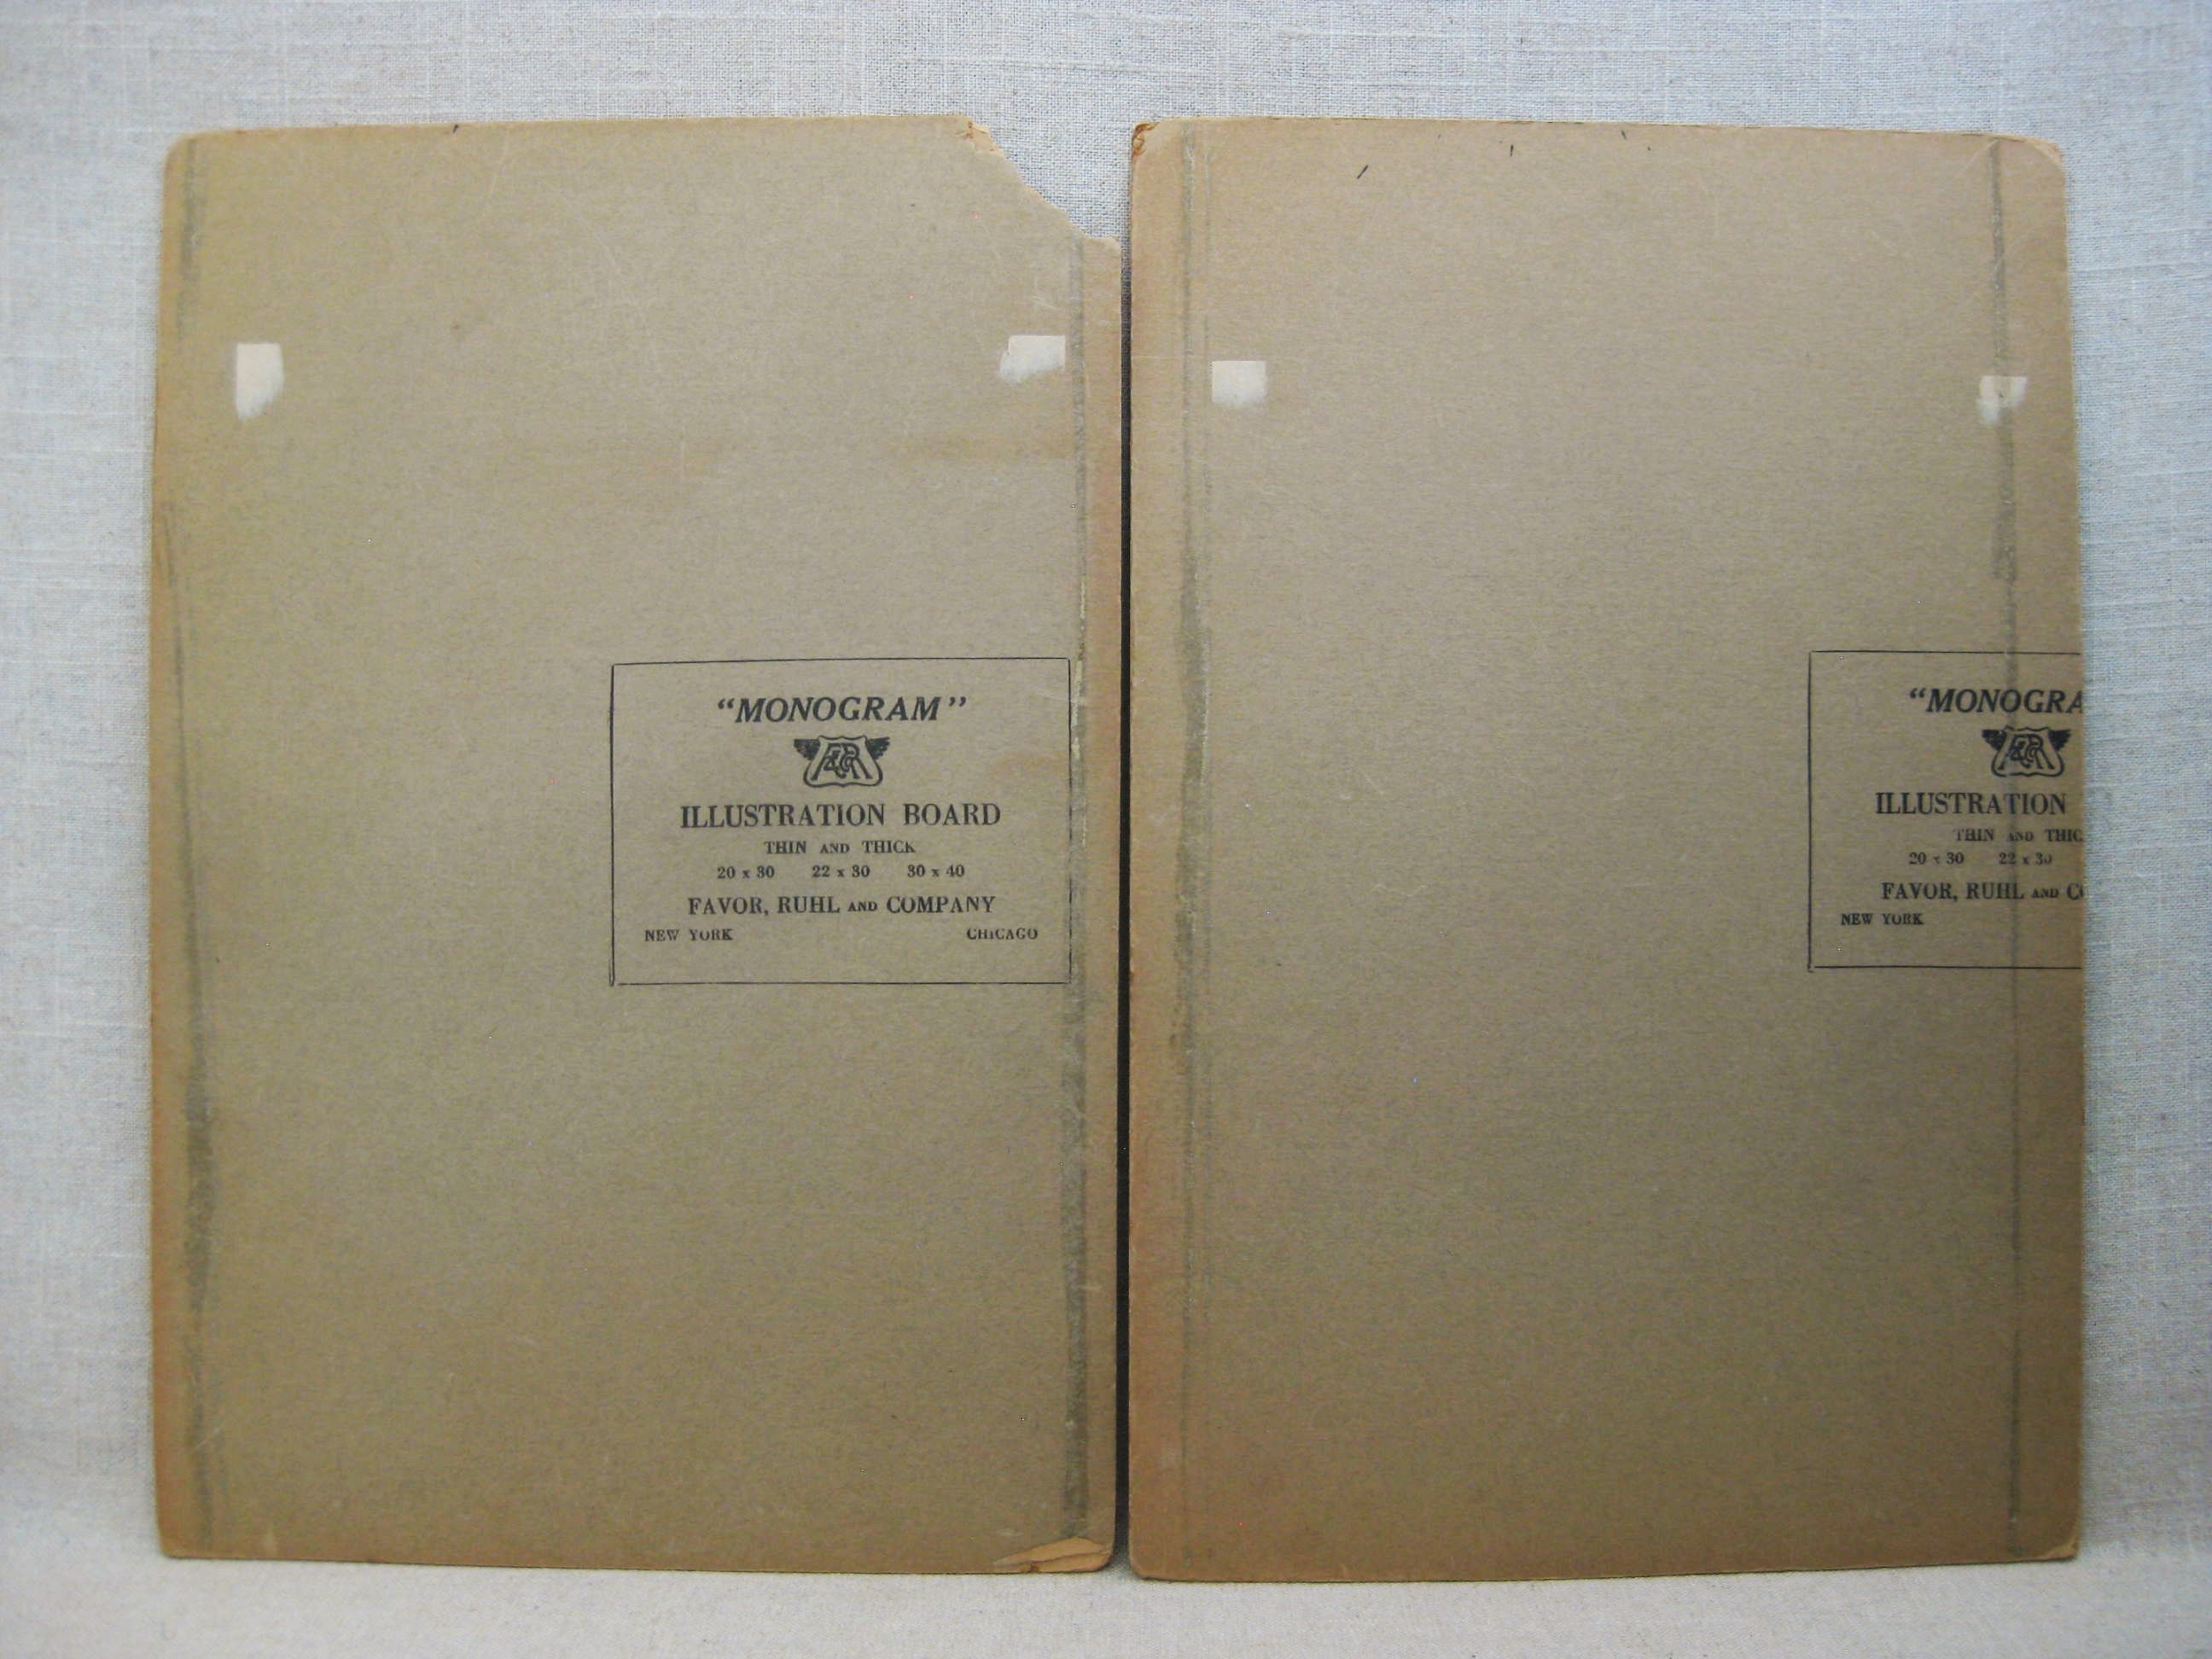 “MONOGRAM”
ILLUSTRATION BOARD
THIN AND THICK
20 x 30 22 x 30 30 x 40
FAVOR, RUHL AND COMPANY
NEW YORK CHICAGO
“MONOGRA
ILLUSTRATION
THIN AND THIC
20 x 30 22 x 30
FAVOR, RUHL AND CO
NEW YORK